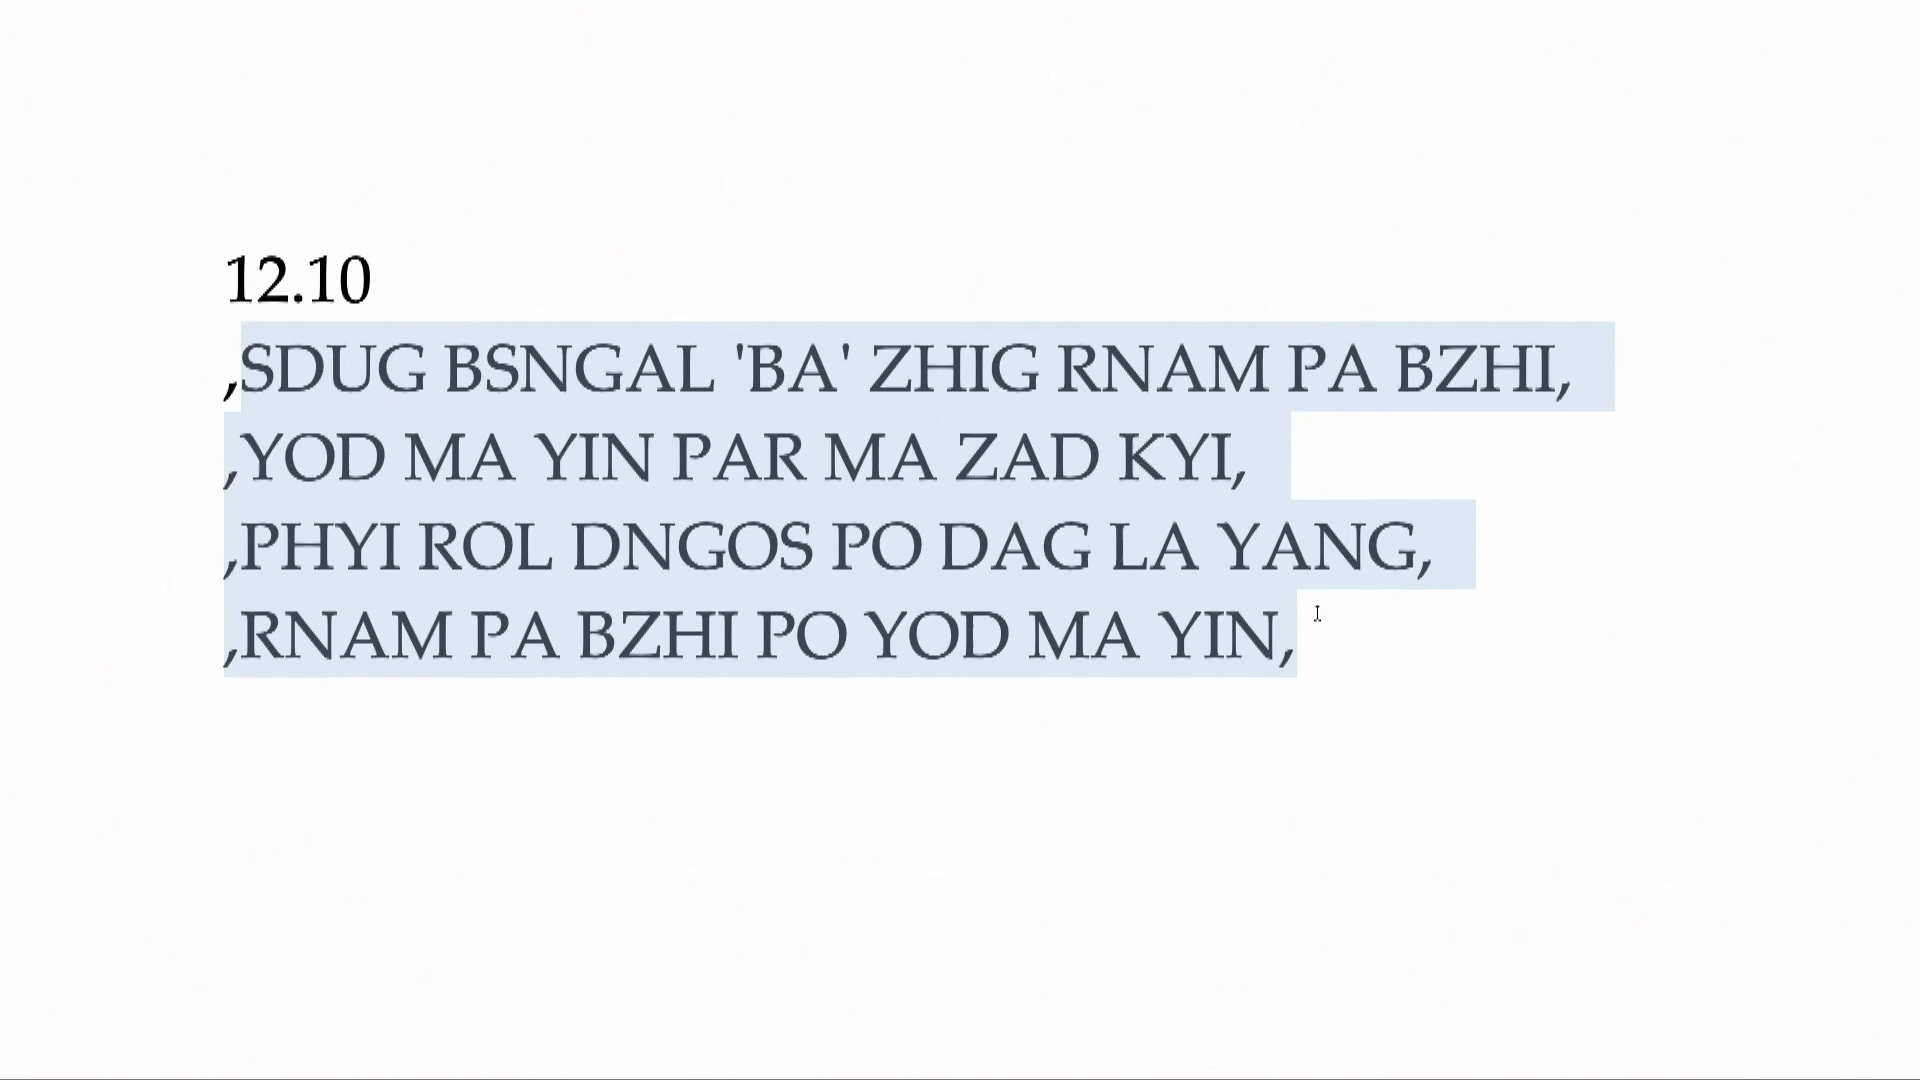 12.10
,SDUG BSNGAL 'BA' ZHIG RNAM PA BZHI,
,YOD MA YIN PAR MA ZAD KYI,
,PHYI ROL DNGOS PO DAG LA YANG,
,RNAM PA BZHI PO YOD MA YIN,